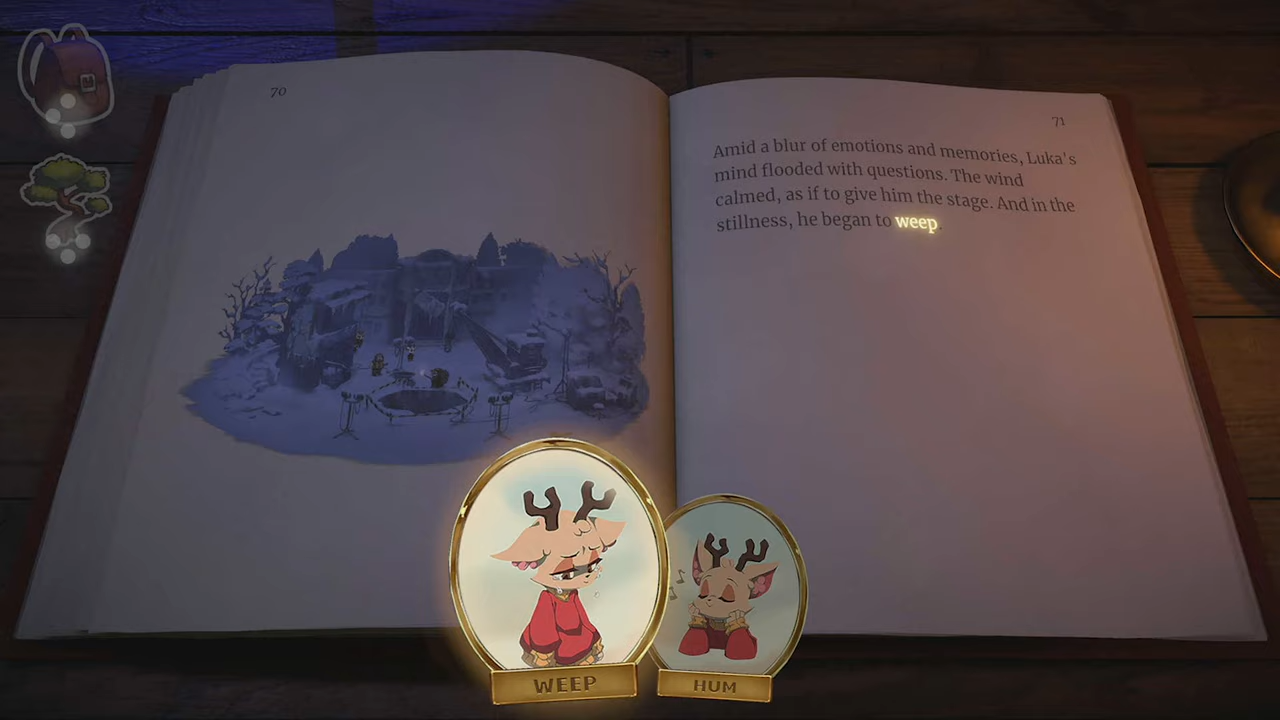 70
71
Amid a blur of emotions and memories, Luka's
mind flooded with questions. The wind
calmed, as if to give him the stage. And in the
stillness, he began to weep.
WEEP
HUM